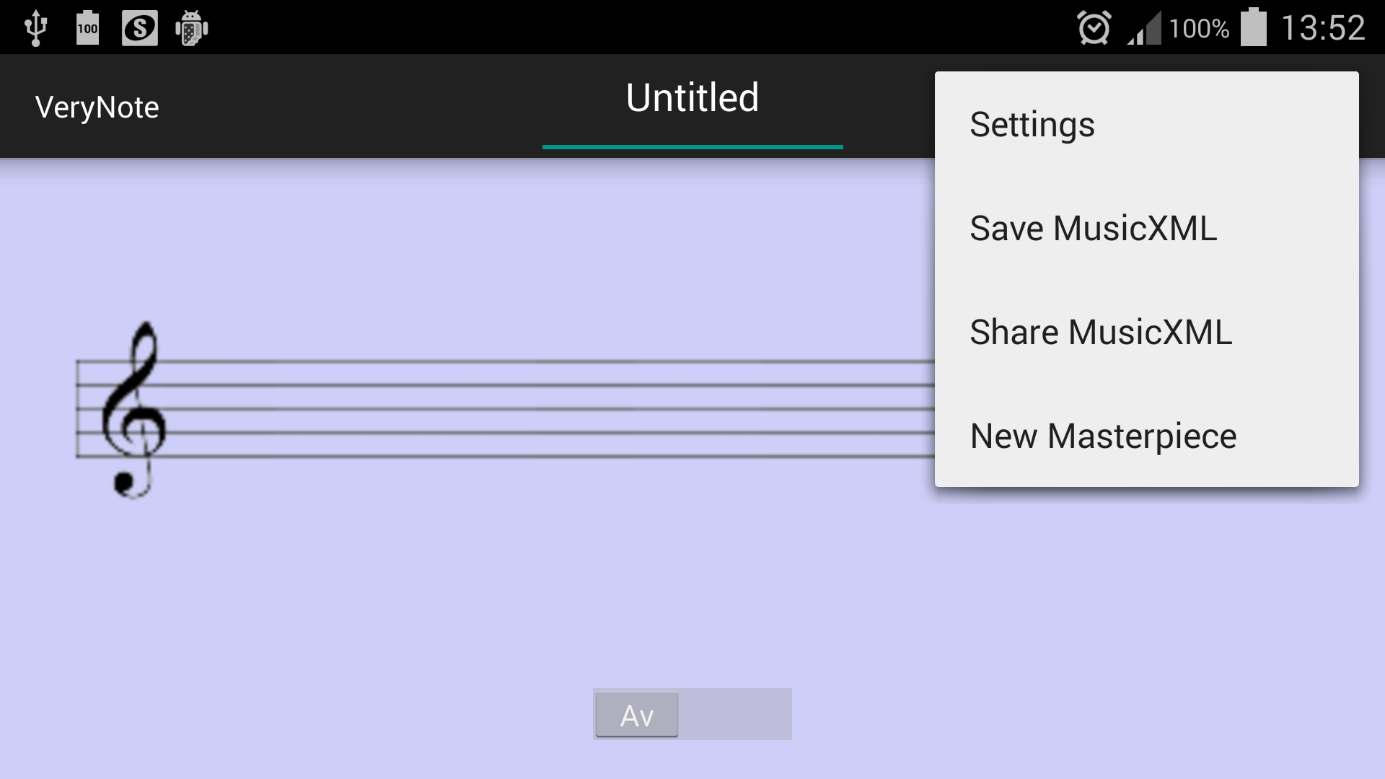 100
S
100%
13:52
VeryNote
Untitled
Settings
Save MusicXML
Share MusicXML
New Masterpiece
Av